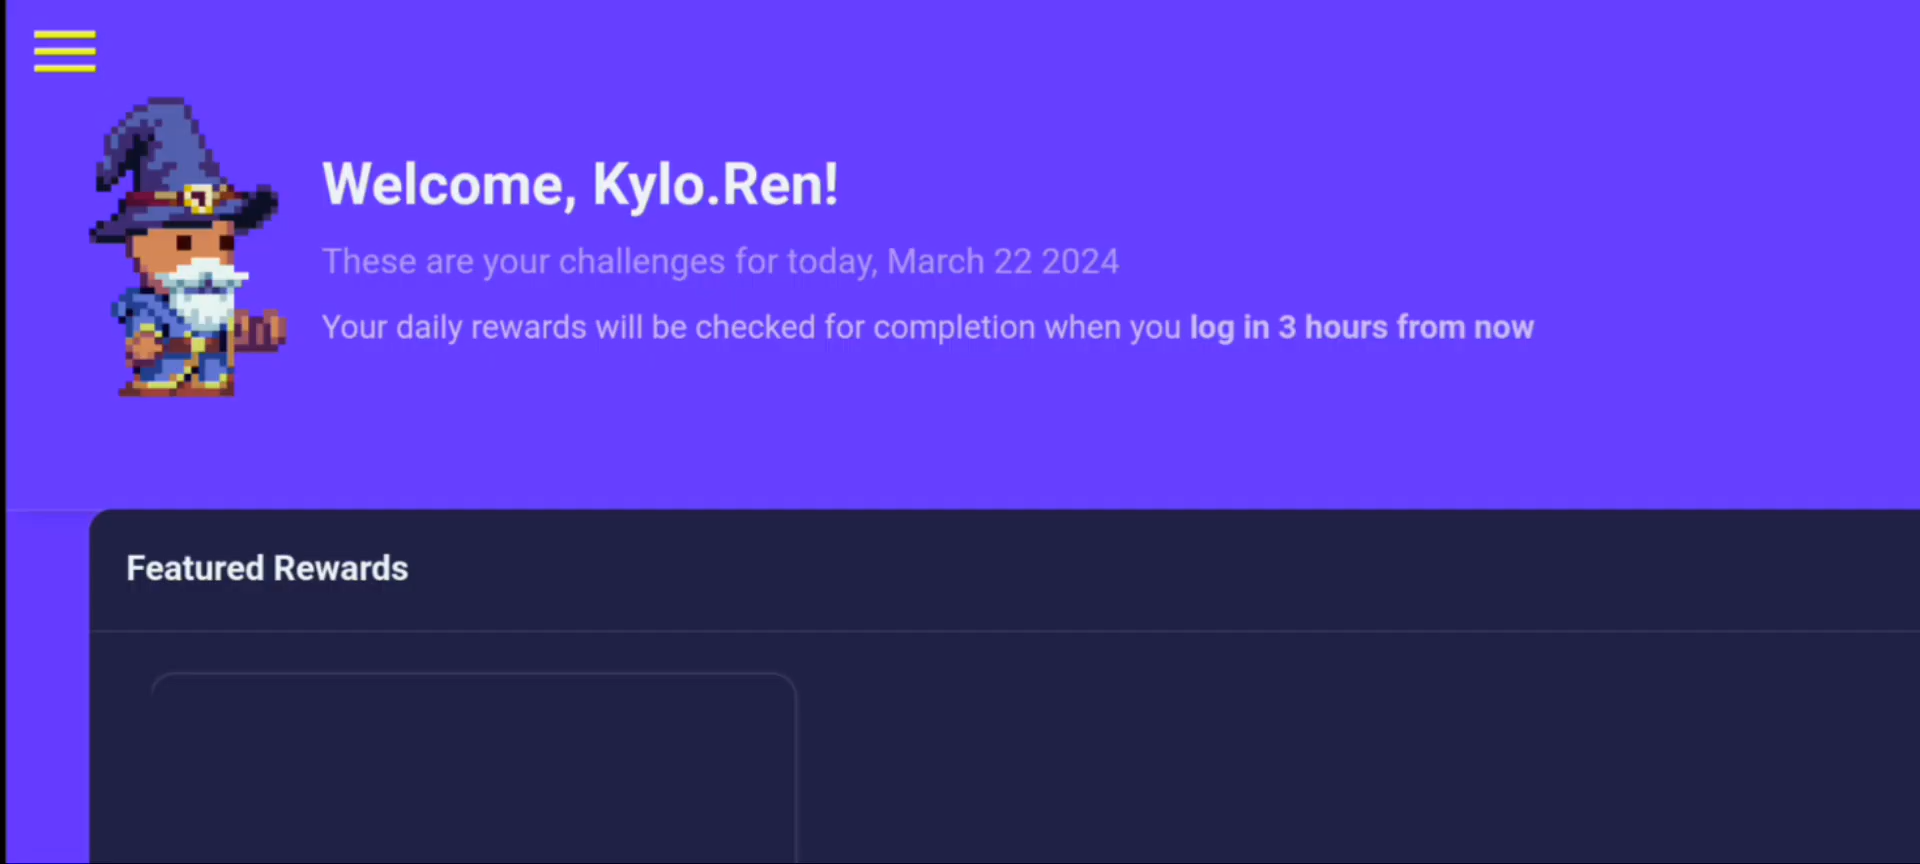 Welcome, Kylo.Ren!
These are your challenges for today, March 22 2024
Your daily rewards will be checked for completion when you log in 3 hours from now
Featured Rewards